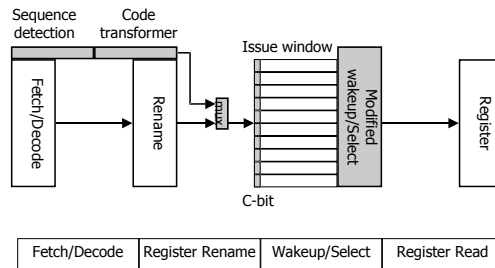 Sequence detection
Code transformer
Issue window
Fetch/Decode
Rename
mux
Modified wakeup/Select
Register
C-bit
Fetch/Decode
Register Rename
Wakeup/Select
Register Read